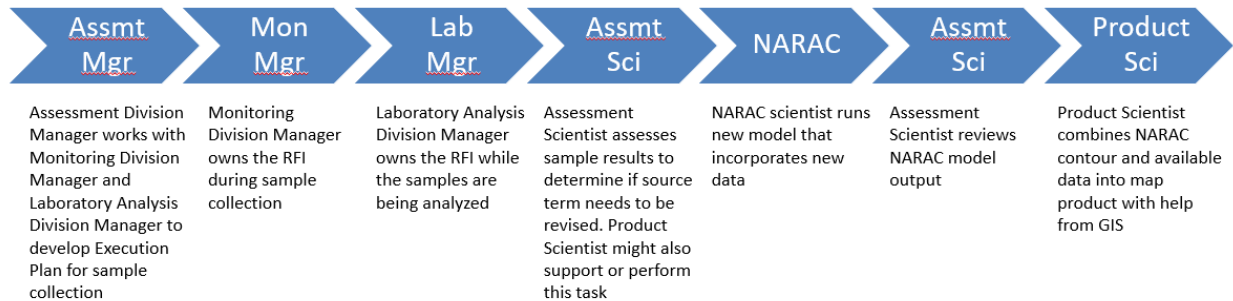 Assmt
Mgr
Mon
Mgr
Lab
Mgr
Assmt
Sci
NARAC
Assmt
Sci
Product
Sci
Assessment Division
Manager works with
Monitoring Division
Manager and
Laboratory Analysis
Division Manager to
develop Execution
Plan for sample
collection
Monitoring
Division Manager
owns the RFI
during sample
collection
Laboratory Analysis
Division Manager
owns the RFI while
the samples are
being analyzed
Assessment
Scientist assesses
sample results to
determine if source
term needs to be
revised. Product
Scientist might also
support or perform
this task
NARAC scientist runs
new model that
incorporates new
data
Assessment
Scientist reviews
NARAC model
output
Product Scientist
combines NARAC
contour and available
data into map
product with help
from GIS